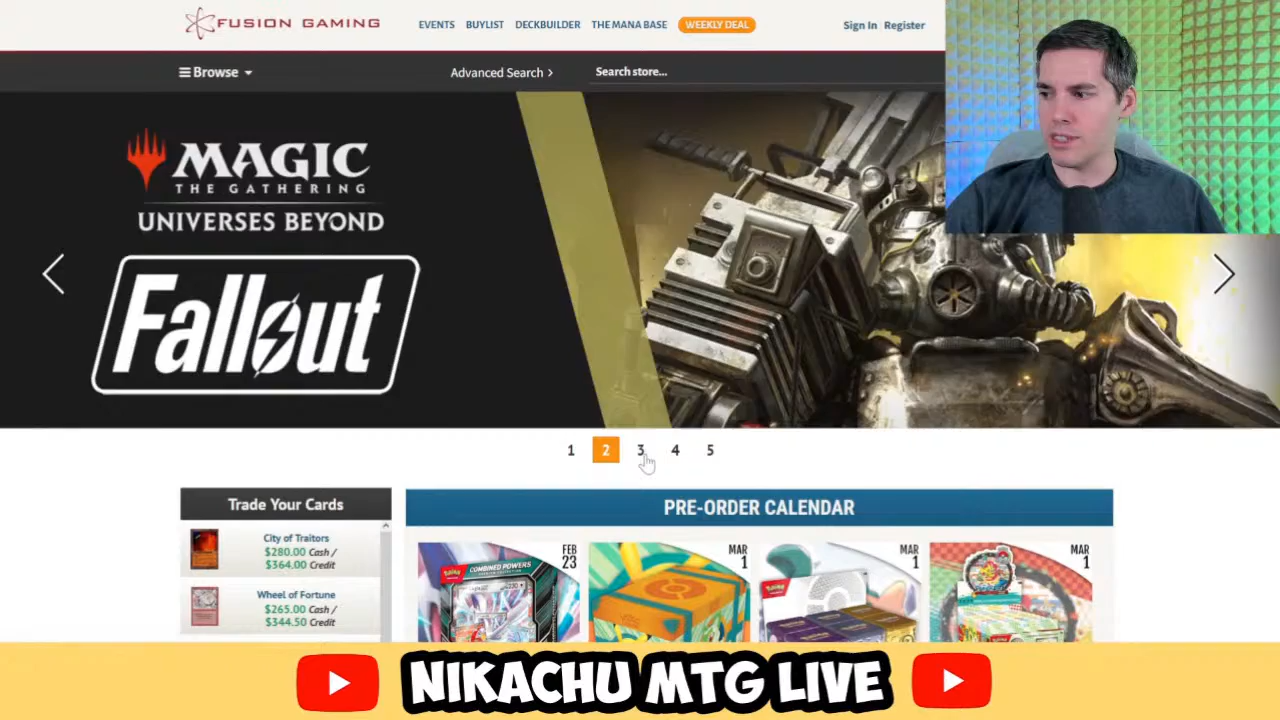 FUSION GAMING
EVENTS BUYLIST DECKBUILDER THE MANA BASE WEEKLY DEAL
Sign In Register
Browse
Advanced Search >
Search store...
MAGIC
THE GATHERING
UNIVERSES BEYOND
Fallout
1 2 3 4 5
Trade Your Cards
City of Traitors
$280.00 Cash /
$364.00 Credit
Wheel of Fortune
$265.00 Cash /
$344.50 Credit
PRE-ORDER CALENDAR
FEB
23
MAR
1
MAR
1
MAR
1
COMBINED POWERS
NIKACHU MTG LIVE